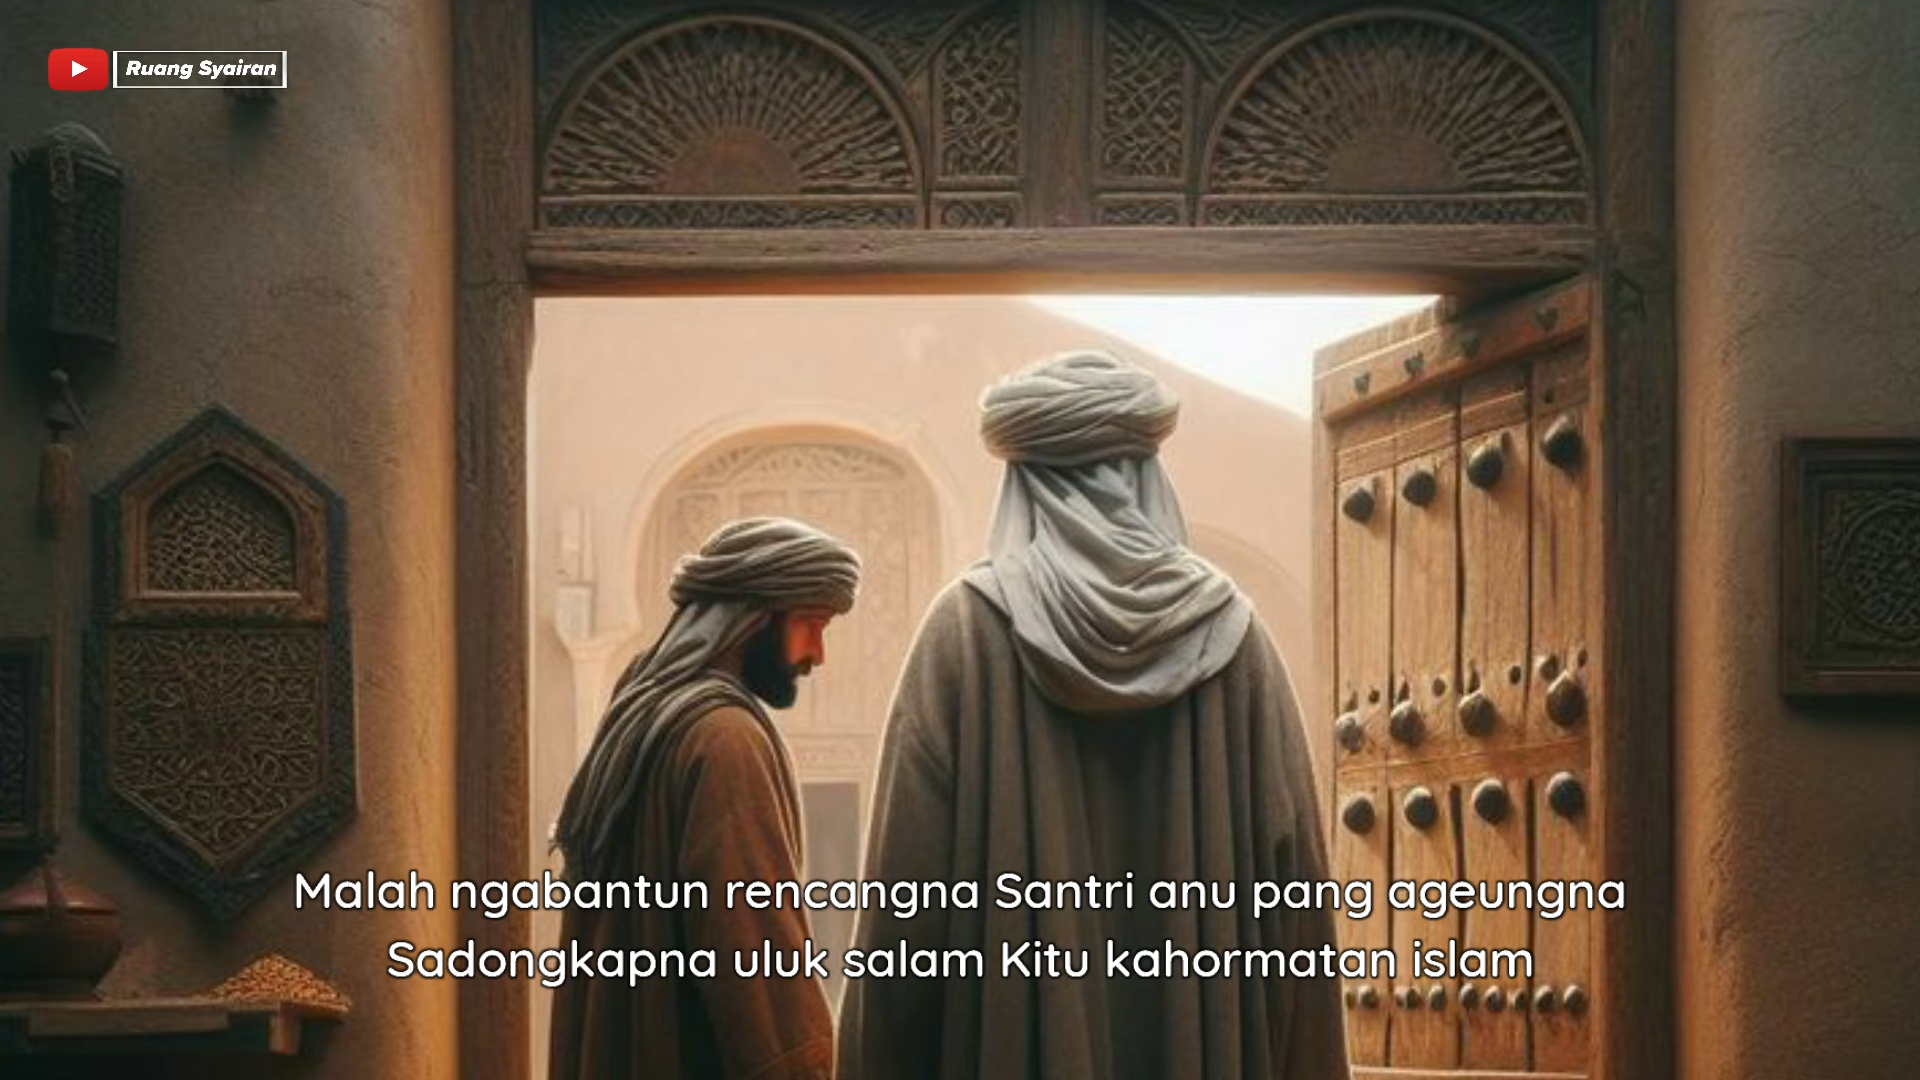 Ruang Syairan
Malah ngabantun rencangna Santri anu pang ageungna
Sadongkapna uluk salam Kitu kahormatan islam